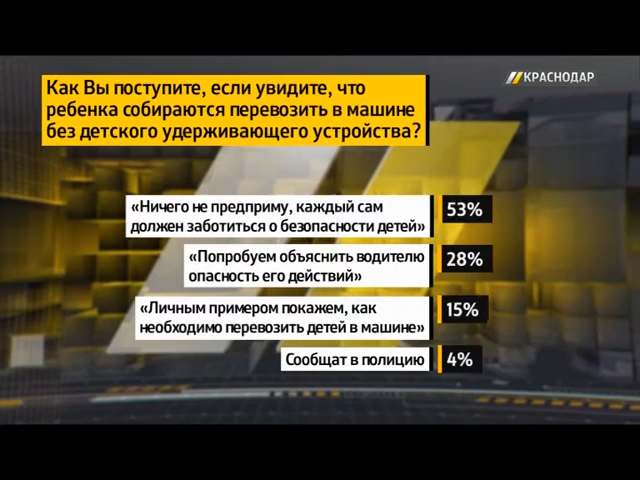 КРАСНОДАР
Как Вы поступите, если увидите, что
ребенка собираются перевозить в машине
без детского удерживающего устройства?
«Ничего не предприму, каждый сам
должен заботиться о безопасности детей»
53%
«Попробуем объяснить водителю
опасность его действий»
28%
«Личным примером покажем, как
необходимо перевозить детей в машине»
15%
Сообщат в полицию
4%